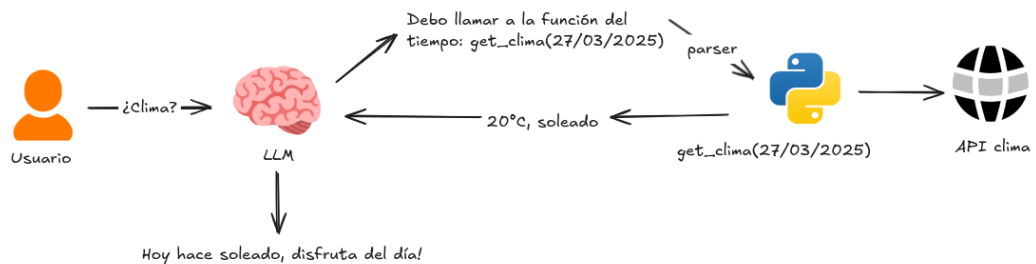 Debo llamar a la función del
tiempo: get_clima(27/03/2025)
parser
¿Clima?
20°C, soleado
Usuario
LLM
get_clima(27/03/2025)
API clima
Hoy hace soleado, disfruta del día!